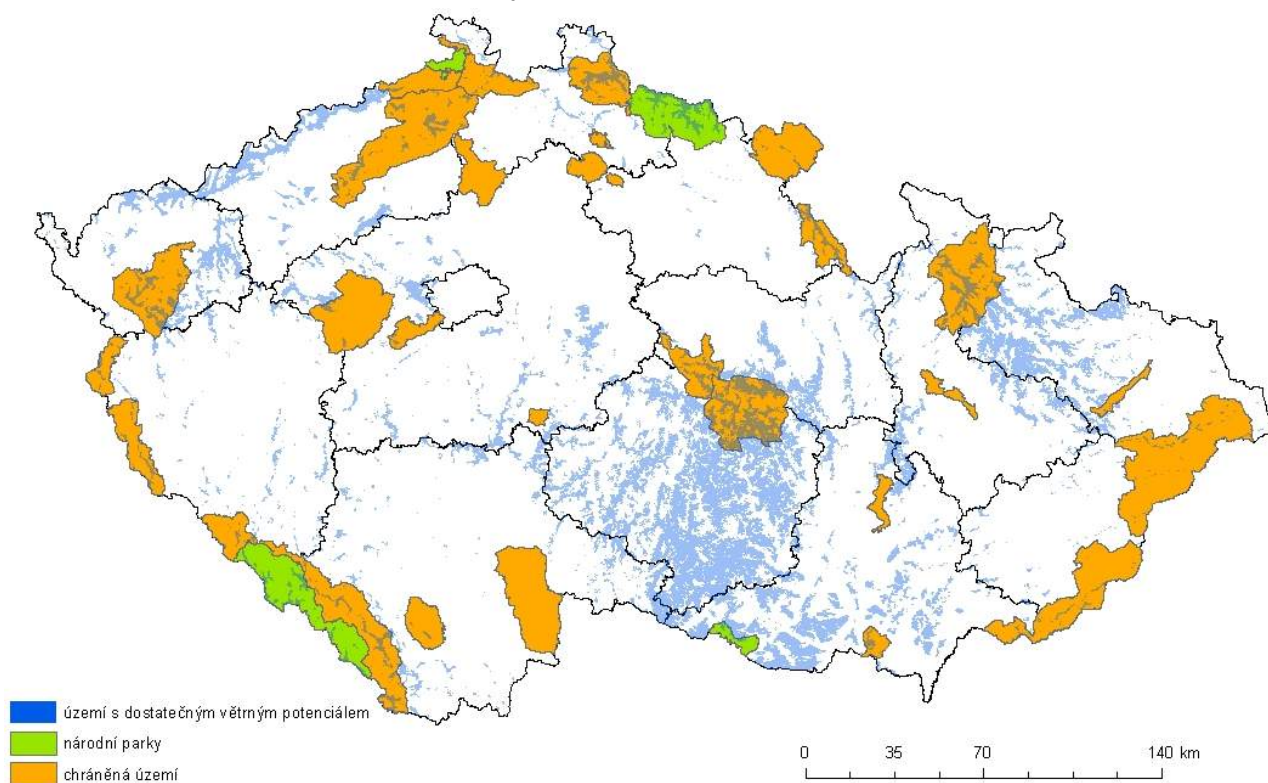 území s dostatečným větrným potenciálem
národní parky
chráněná území
0 35 70 140 km